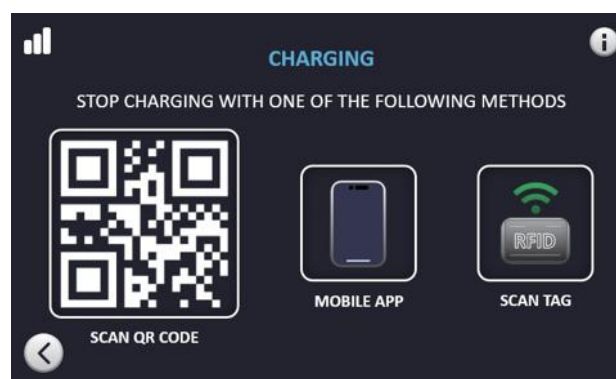 CHARGING
STOP CHARGING WITH ONE OF THE FOLLOWING METHODS
RFID
MOBILE APP
SCAN TAG
SCAN QR CODE